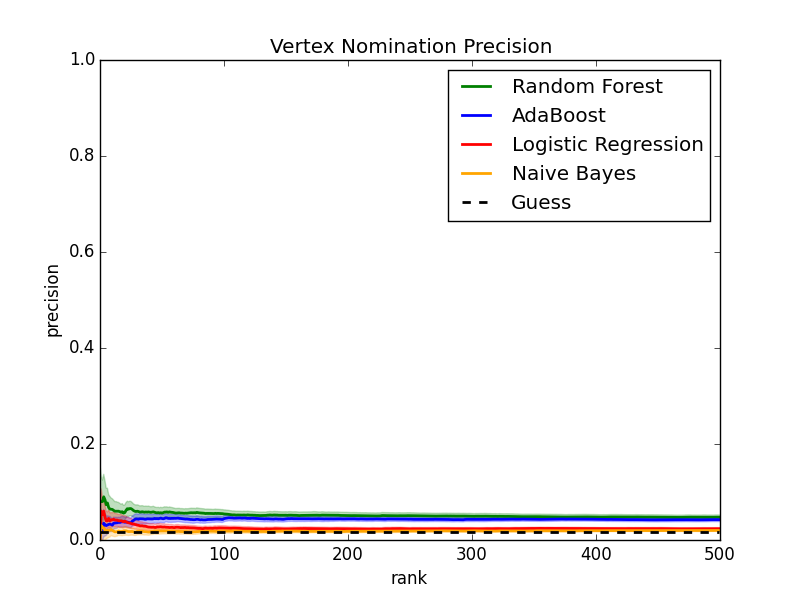 Vertex Nomination Precision
1.0
0.8
0.6
0.4
0.2
0.0
precision
Random Forest
AdaBoost
Logistic Regression
Naive Bayes
Guess
0 100 200 300 400 500
rank